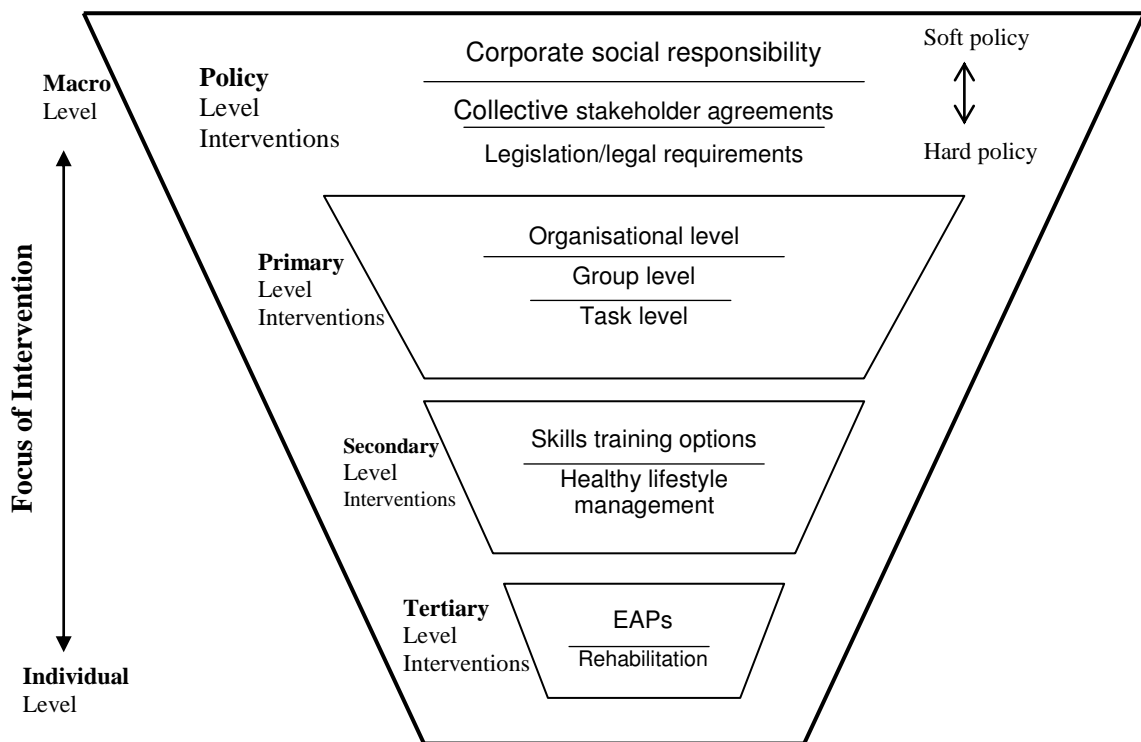 Corporate social responsibility
Soft policy
Macro
Level
Policy
Level
Interventions
Collective stakeholder agreements
Legislation/legal requirements
Hard policy
Focus of Intervention
Primary
Level
Interventions
Organisational level
Group level
Task level
Secondary
Level
Interventions
Skills training options
Healthy lifestyle
management
Tertiary
Level
Interventions
EAPs
Rehabilitation
Individual
Level